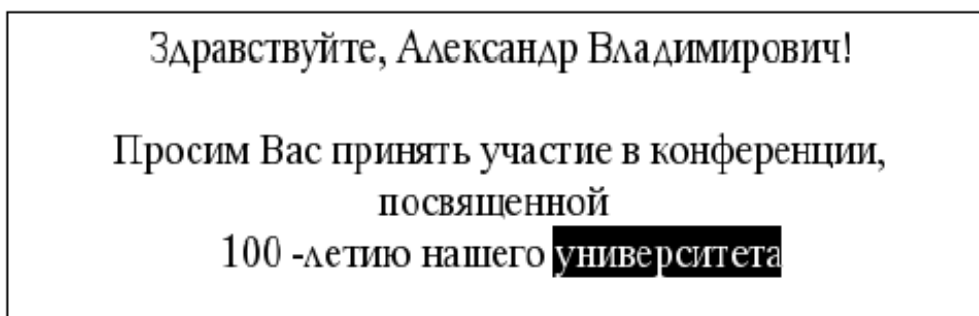 Здравствуйте, Александр Владимирович!
Просим Вас принять участие в конференции,
посвященной
100 -летию нашего университета